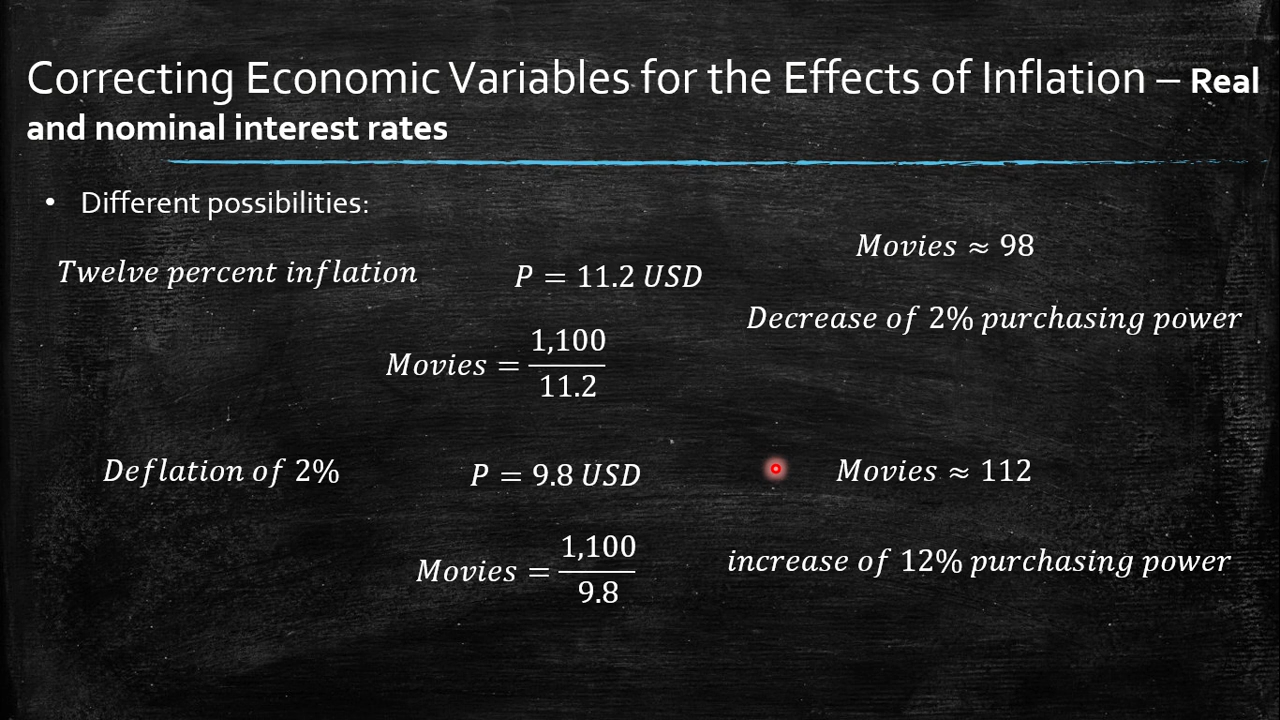 Correcting Economic Variables for the Effects of Inflation – Real
and nominal interest rates
• Different possibilities:
Twelve percent inflation
P = 11.2 USD
Movies ≈ 98
Decrease of 2% purchasing power
Movies = 1,100/11.2
Deflation of 2%
P = 9.8 USD
Movies ≈ 112
Movies = 1,100/9.8
increase of 12% purchasing power